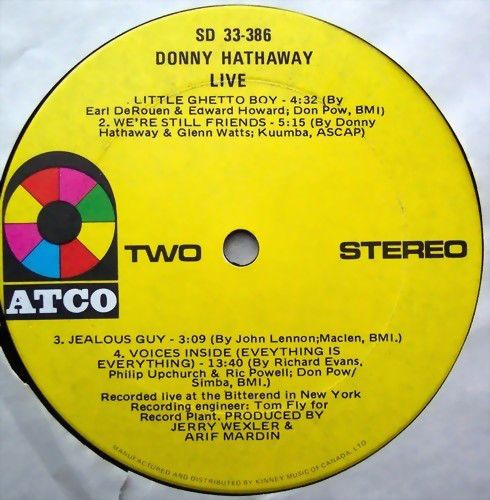 SD 33-386
DONNY HATHAWAY
LIVE
. LITTLE GHETTO BOY - 4:32 (By
Earl DeRouen & Edward Howard; Don Pow, BMI)
2. WE'RE STILL FRIENDS - 5:15 (By Donny
Hathaway & Glenn Watts; Kuumba, ASCAP)
TWO
STEREO
ATCO
3. JEALOUS GUY - 3:09 (By John Lennon;Maclen, BMI.)
4. VOICES INSIDE (EVEYTHING IS
EVERYTHING) - 13:40 (By Richard Evans,
Philip Upchurch & Ric Powell; Don Pow/
Simba, BMI.)
Recorded live at the Bitterend in New York
Recording engineer: Tom Fly for
Record Plant. PRODUCED BY
JERRY WEXLER &
ARIF MARDIN
MANUFACTURED AND DISTRIBUTED BY KINNEY MUSIC OF CANADA, LTD